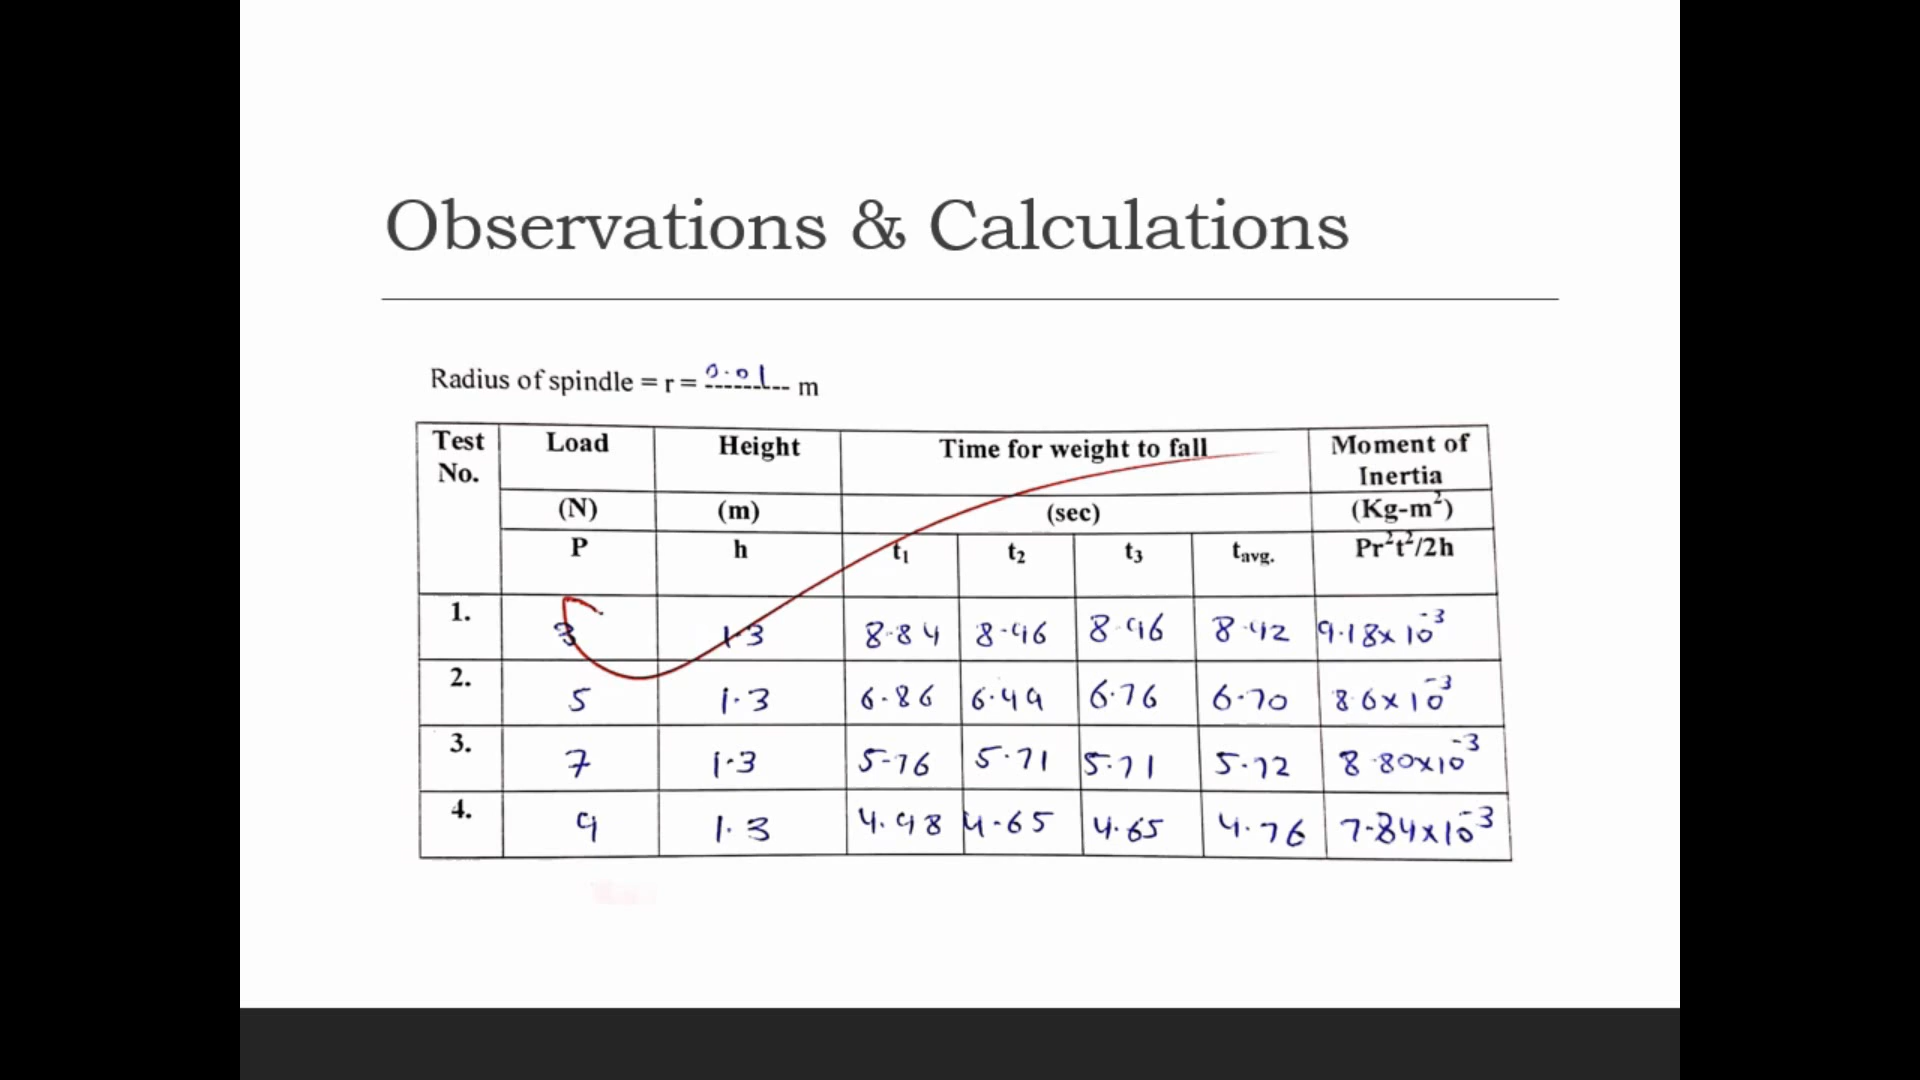 Observations & Calculations
Radius of spindle = r = 0.01 m
Test No. Load Height Time for weight to fall Moment of Inertia
(N) (m) (sec) (Kg-m²)
P h t₁ t₂ t₃ tavg. Pr²t²/2h
1. 3 1.3 8.84 8.96 8.96 8.92 9.18x10⁻³
2. 5 1.3 6.86 6.49 6.76 6.70 8.6x10⁻³
3. 7 1.3 5.76 5.71 5.71 5.72 8.80x10⁻³
4. 9 1.3 4.98 4.65 4.65 4.76 7.84x10⁻³